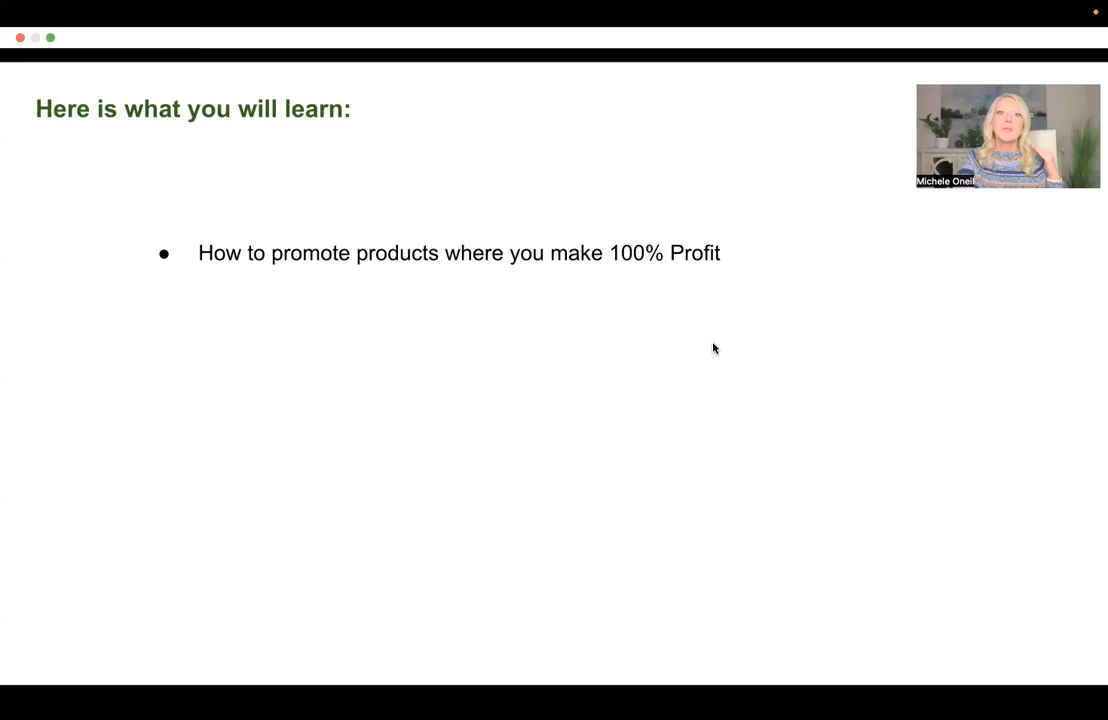 Here is what you will learn:
Michele Oneil
● How to promote products where you make 100% Profit